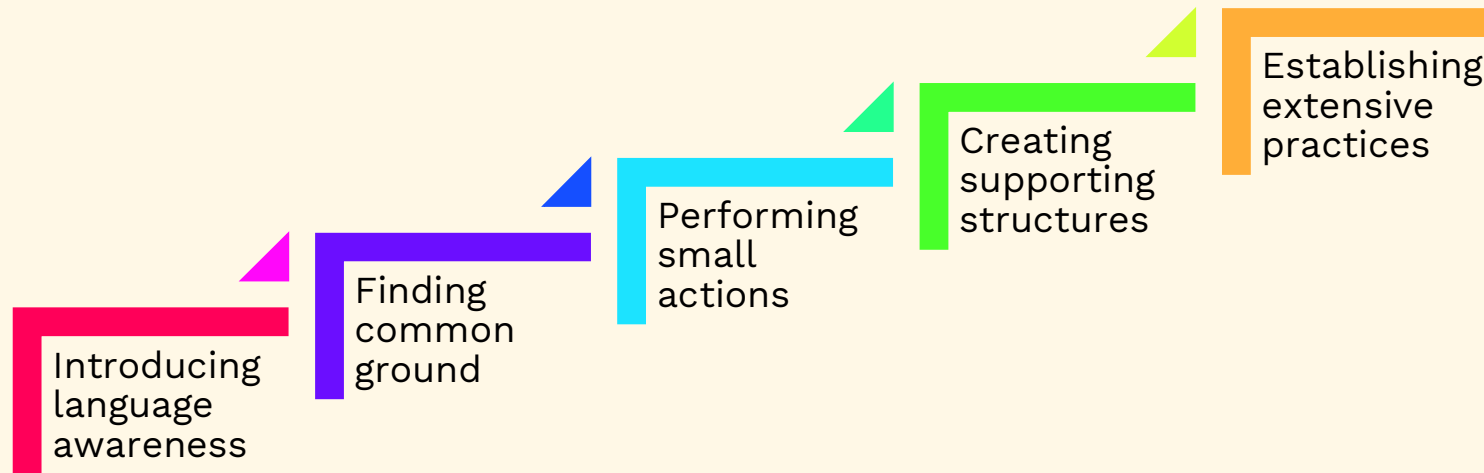 Introducing
language
awareness
Finding
common
ground
Performing
small
actions
Creating
supporting
structures
Establishing
extensive
practices